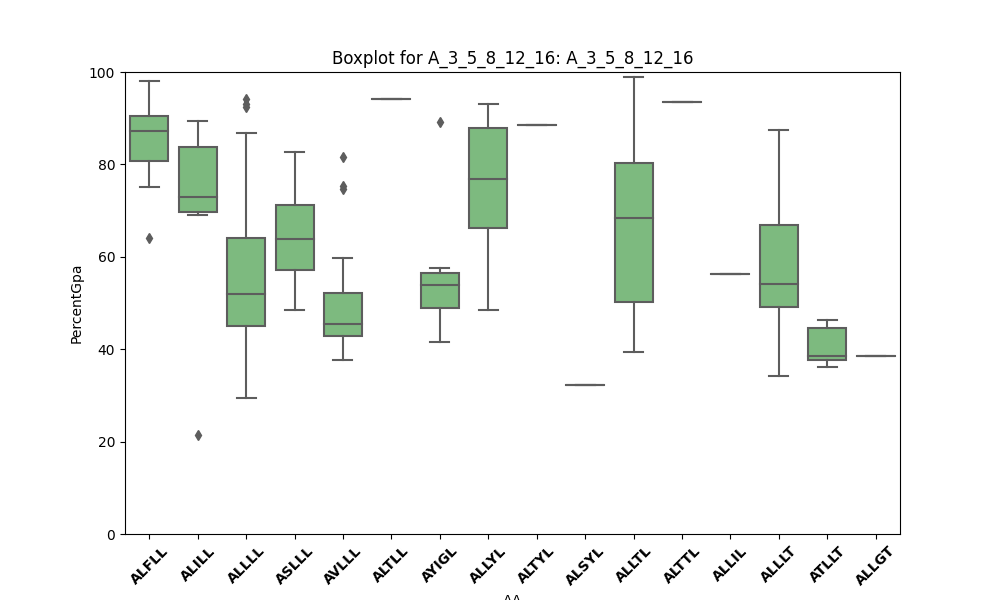 Boxplot for A_3_5_8_12_16: A_3_5_8_12_16
100
80
60
40
20
0
PercentGpa
ALFLL ALILL ALLLL ASLLL AVLLL ALTLL AYIGL ALLYL ALTYL ALSYL ALLTL ALTTL ALLIL ALLLT ATLLT ALLGT
AA